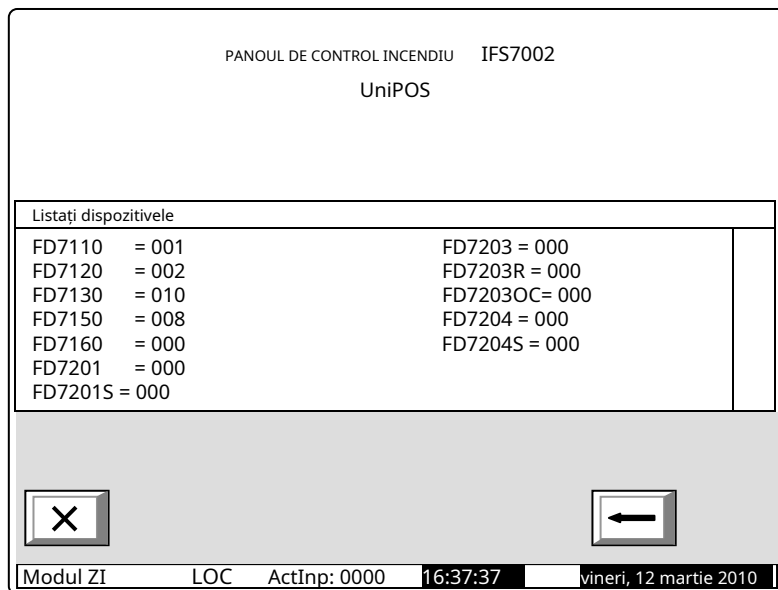 PANOUL DE CONTROL INCENDIU IFS7002
UniPOS
Listați dispozitivele
FD7110 = 001 FD7203 = 000
FD7120 = 002 FD7203R = 000
FD7130 = 010 FD7203OC= 000
FD7150 = 008 FD7204 = 000
FD7160 = 000 FD7204S = 000
FD7201 = 000
FD7201S = 000
Modul ZI LOC ActInp: 0000 16:37:37 vineri, 12 martie 2010